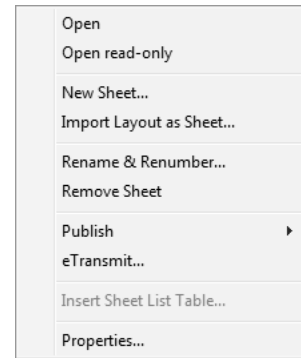 Open
Open read-only
New Sheet...
Import Layout as Sheet...
Rename & Renumber...
Remove Sheet
Publish
eTransmit...
Insert Sheet List Table...
Properties...